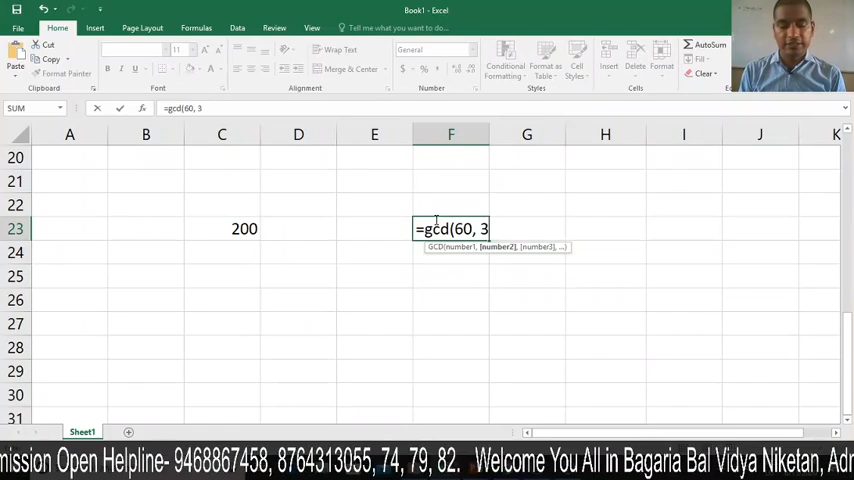 Book1 - Excel
File Home Insert Page Layout Formulas Data Review View Tell me what you want to do...
Cut
Copy
Format Painter
Paste
Clipboard
11
B I U
Font
Wrap Text
Merge & Center
Alignment
General
$ % ,
Number
Conditional Formatting
Format as Table
Cell Styles
Styles
Insert Delete Format
Cells
AutoSum
Fill
Clear
SUM
fx
=gcd(60, 3
A B C D E F G H I J K
20
21
22
23 200 =gcd(60, 3
GCD(number1, [number2], [number3], ...)
24
25
26
27
28
29
30
31
Sheet1
mission Open Helpline- 9468867458, 8764313055, 74, 79, 82. Welcome You All in Bagaria Bal Vidya Niketan, Adm